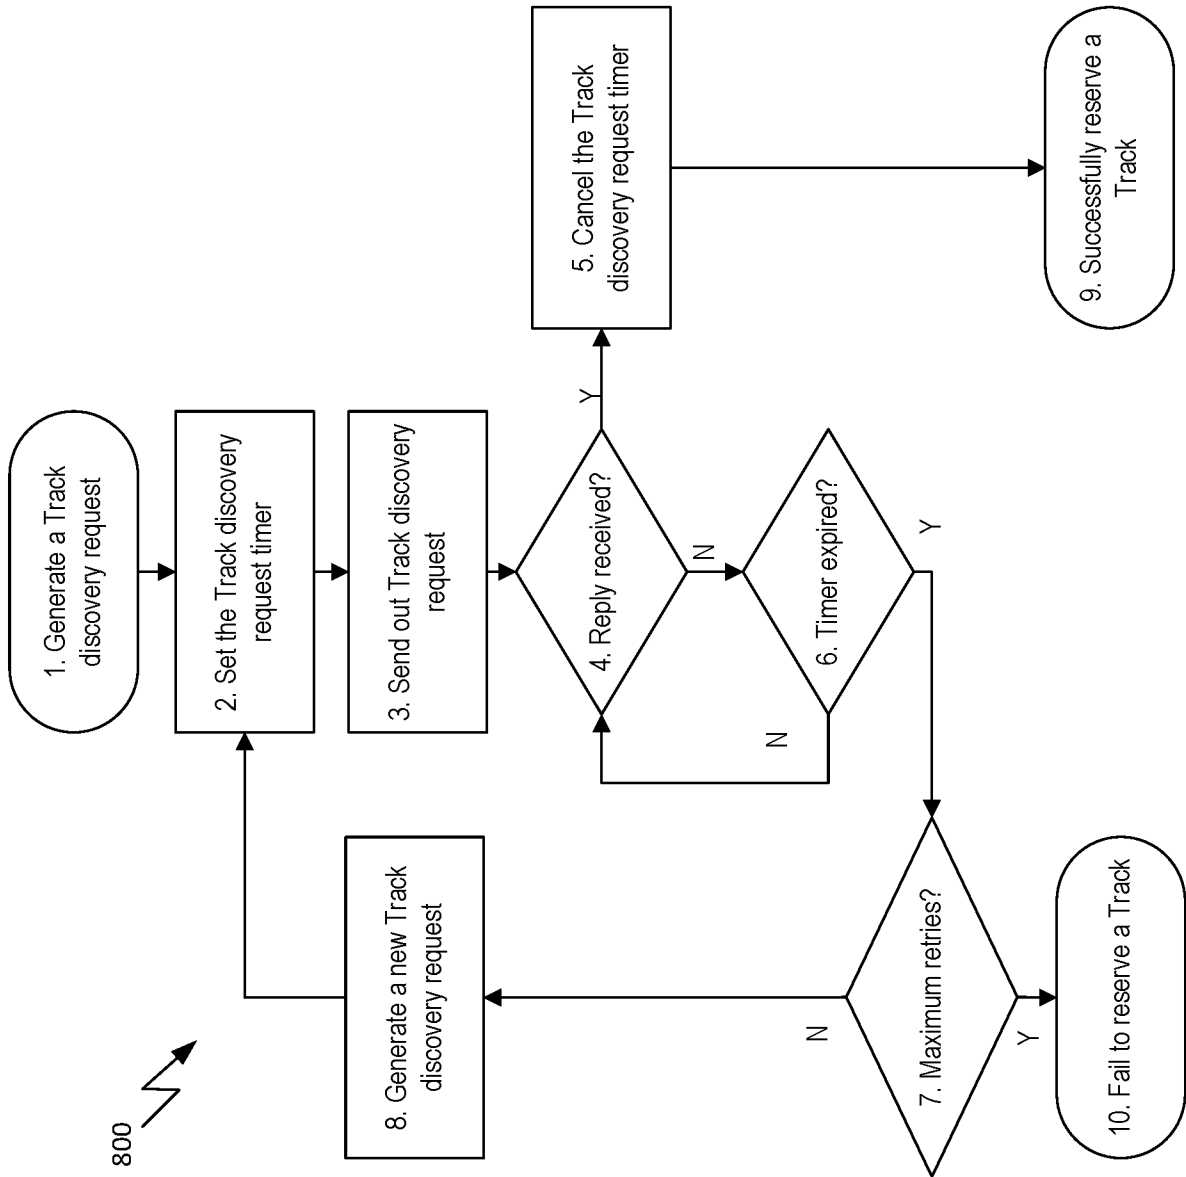 800
1. Generate a Track
discovery request
2. Set the Track discovery
request timer
3. Send out Track discovery
request
4. Reply received?
Y
N
5. Cancel the Track
discovery request timer
6. Timer expired?
N
Y
7. Maximum retries?
N
Y
8. Generate a new Track
discovery request
9. Successfully reserve a
Track
10. Fail to reserve a Track